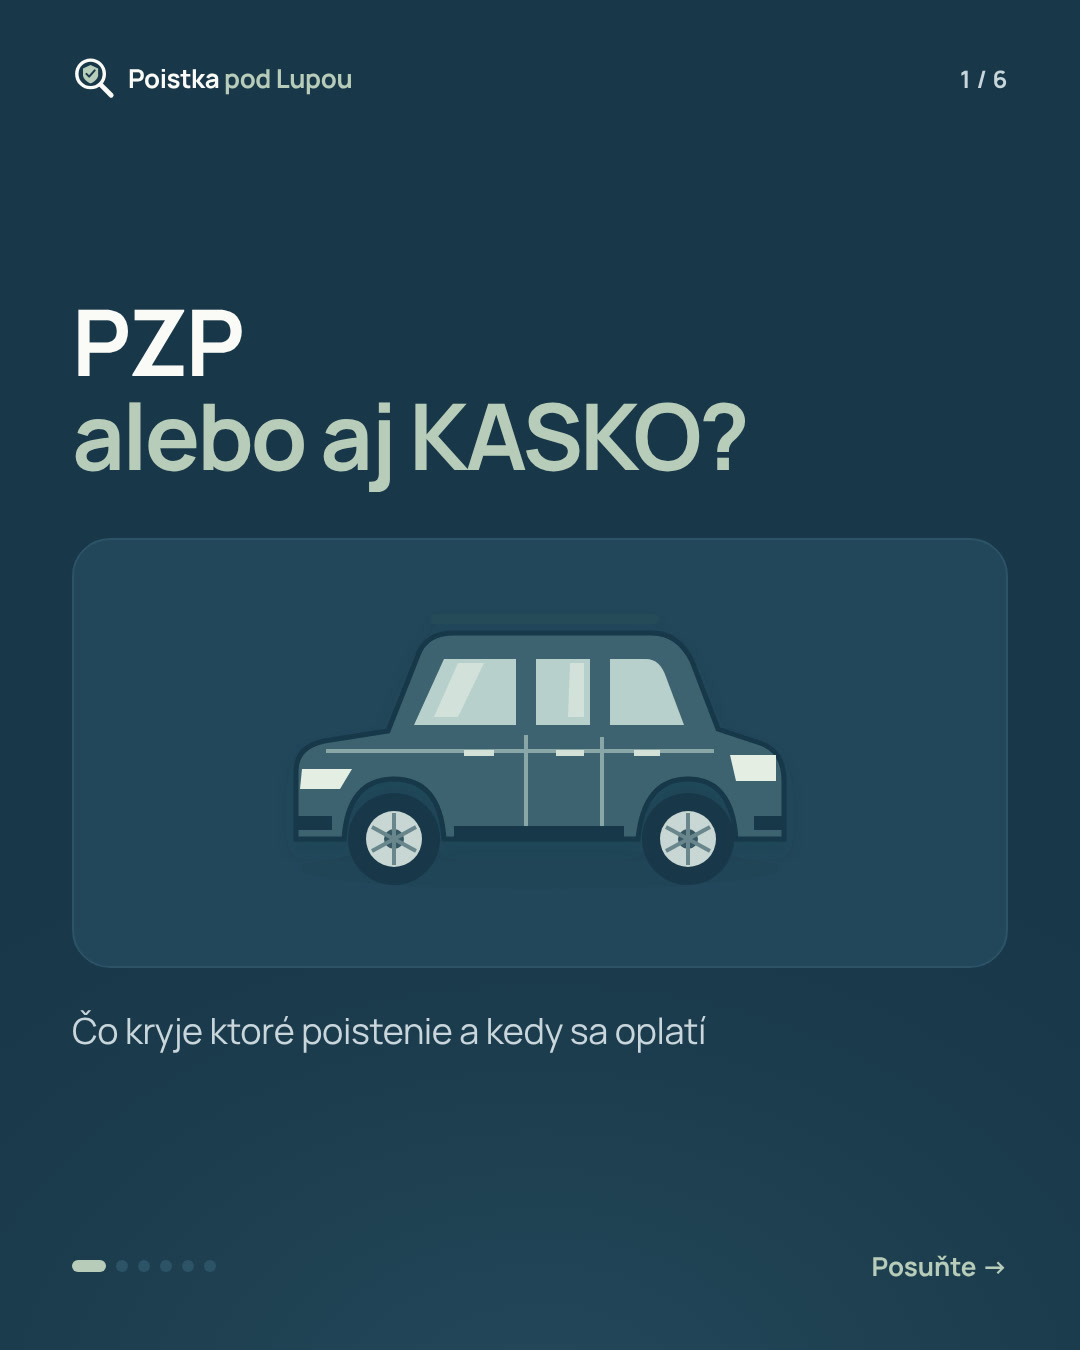 Poistka pod Lupou
1 / 6
PZP
alebo aj KASKO?
Čo kryje ktoré poistenie a kedy sa oplatí
Posuňte →